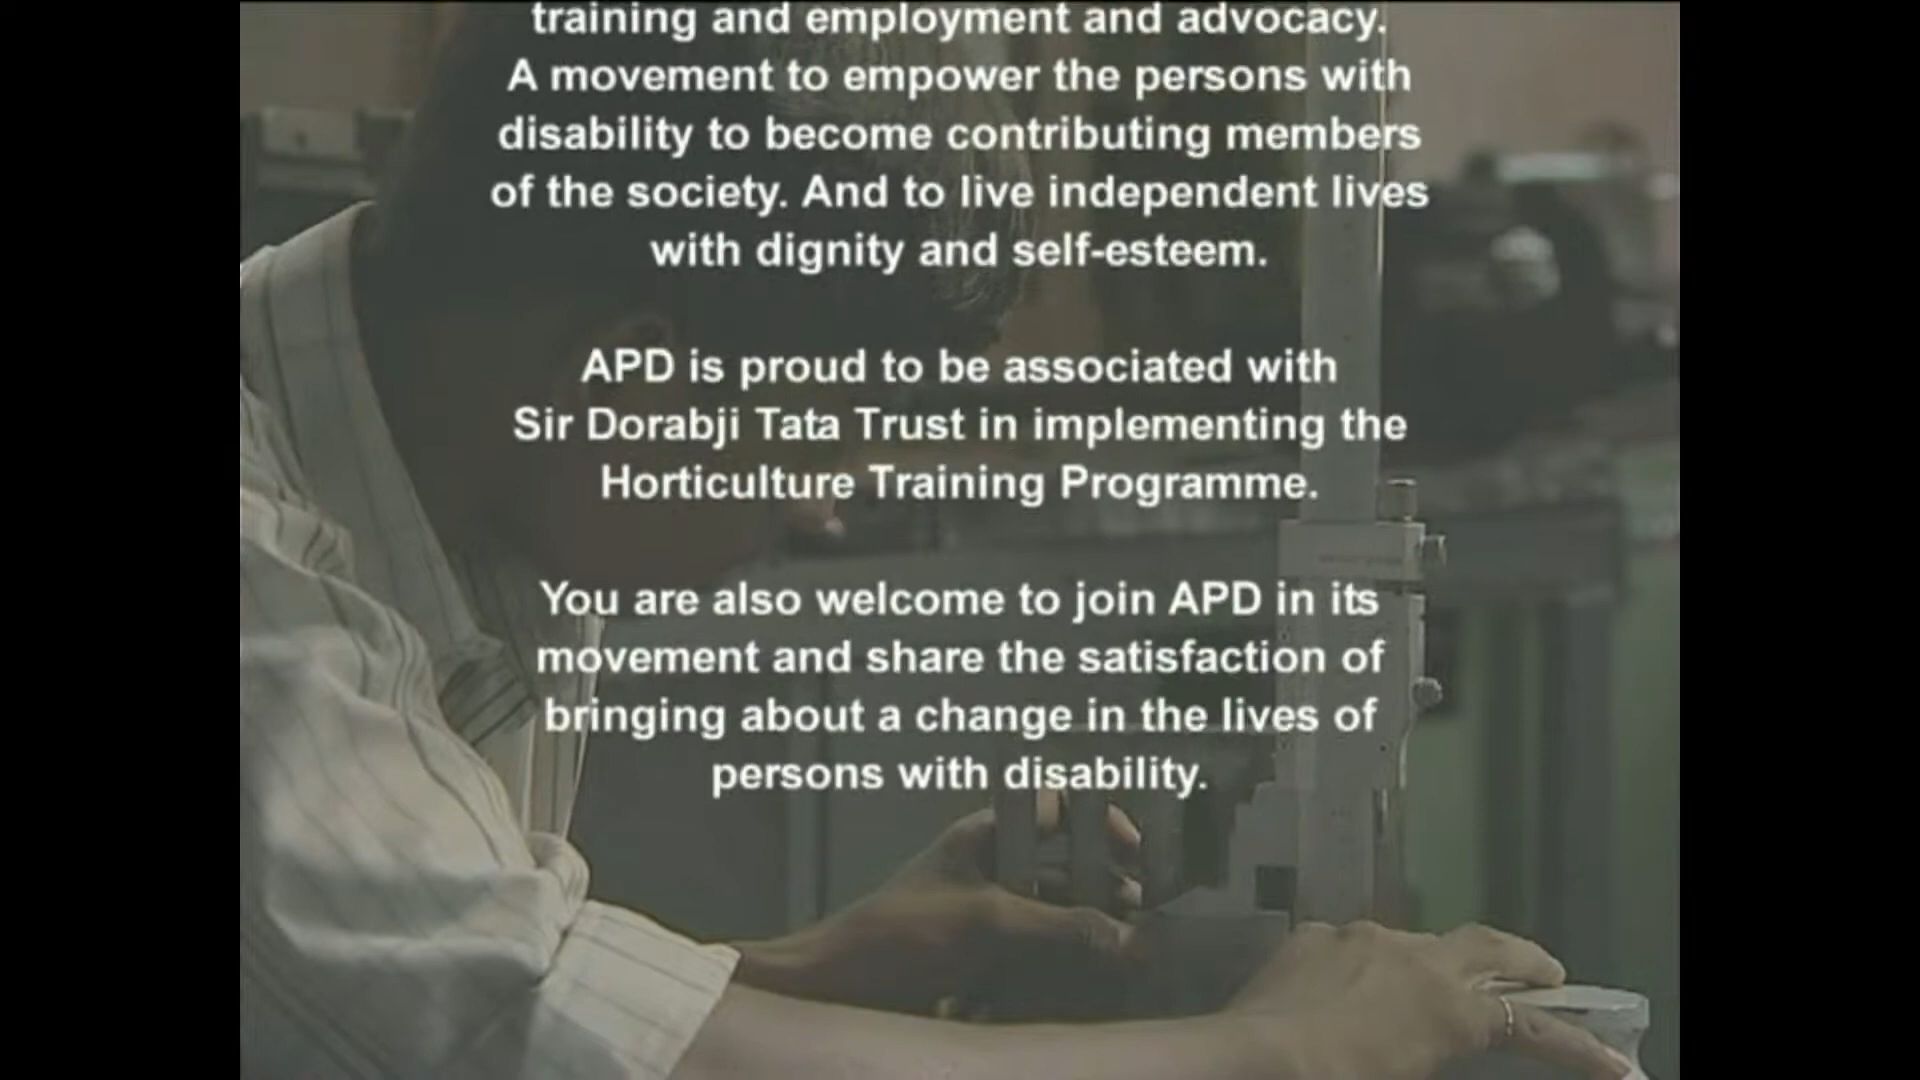 training and employment and advocacy.
A movement to empower the persons with
disability to become contributing members
of the society. And to live independent lives
with dignity and self-esteem.
APD is proud to be associated with
Sir Dorabji Tata Trust in implementing the
Horticulture Training Programme.
You are also welcome to join APD in its
movement and share the satisfaction of
bringing about a change in the lives of
persons with disability.